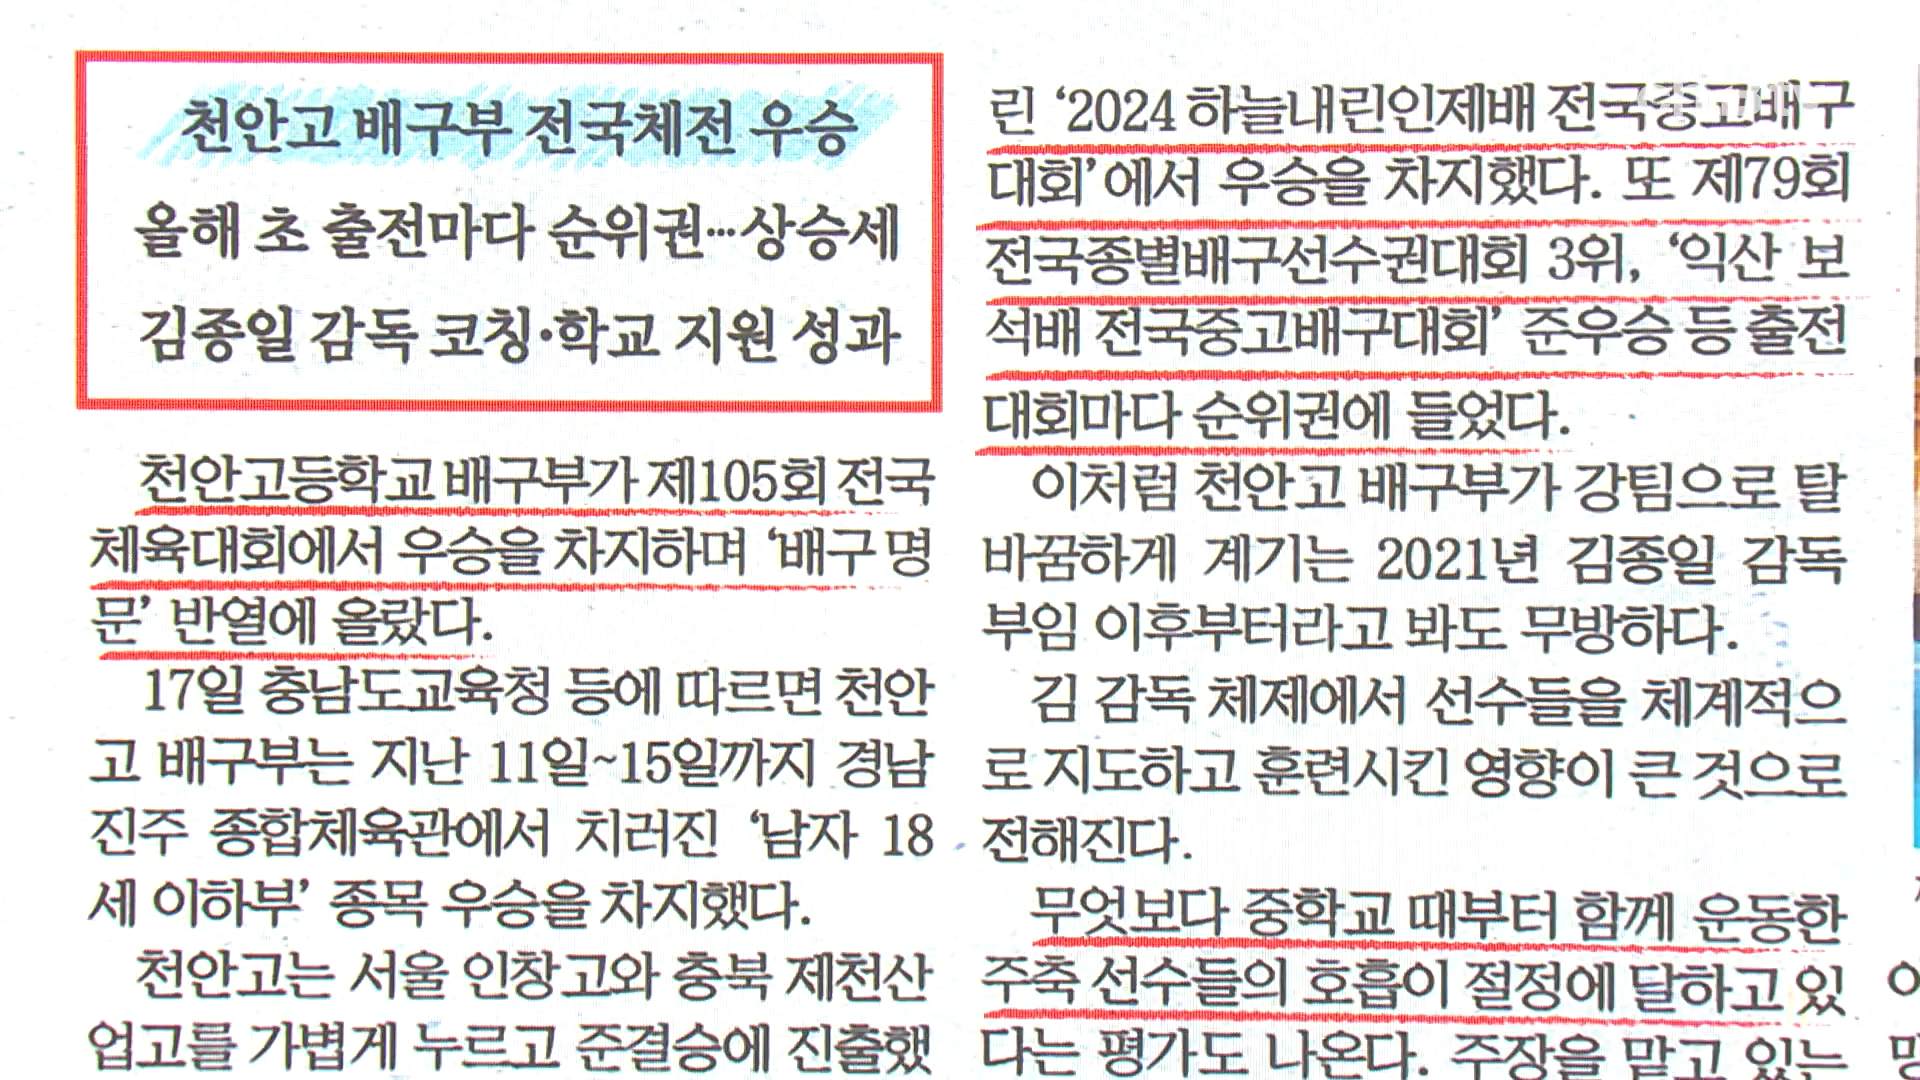 천안고 배구부 전국체전 우승
올해 초 출전마다 순위권…상승세
김종일 감독 코칭·학교 지원 성과
천안고등학교 배구부가 제105회 전국
체육대회에서 우승을 차지하며 ‘배구 명
문’ 반열에 올랐다.
17일 충남도교육청 등에 따르면 천안
고 배구부는 지난 11일~15일까지 경남
진주 종합체육관에서 치러진 ‘남자 18
세 이하부’ 종목 우승을 차지했다.
천안고는 서울 인창고와 충북 제천산
업고를 가볍게 누르고 준결승에 진출했
린 ‘2024 하늘내린인제배 전국중고배구
대회’에서 우승을 차지했다. 또 제79회
전국종별배구선수권대회 3위, ‘익산 보
석배 전국중고배구대회’ 준우승 등 출전
대회마다 순위권에 들었다.
이처럼 천안고 배구부가 강팀으로 탈
바꿈하게 계기는 2021년 김종일 감독
부임 이후부터라고 봐도 무방하다.
김 감독 체제에서 선수들을 체계적으
로 지도하고 훈련시킨 영향이 큰 것으로
전해진다.
무엇보다 중학교 때부터 함께 운동한
주축 선수들의 호흡이 절정에 달하고 있
다는 평가도 나온다. 주장을 맡고 있는